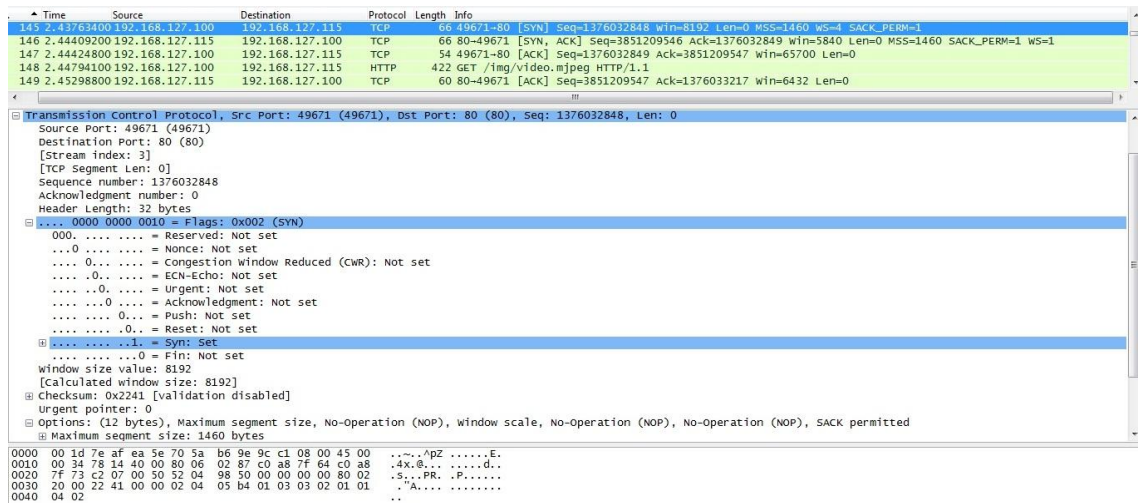 . Time Source Destination Protocol Length Info
145 2.43763400 192.168.127.100 192.168.127.115 TCP 66 49671→80 [SYN] Seq=1376032848 Win=8192 Len=0 MSS=1460 WS=4 SACK_PERM=1
146 2.44409200 192.168.127.115 192.168.127.100 TCP 66 80→49671 [SYN, ACK] Seq=3851209546 Ack=1376032849 Win=5840 Len=0 MSS=1460 SACK_PERM=1 WS=1
147 2.44424800 192.168.127.100 192.168.127.115 TCP 54 49671→80 [ACK] Seq=1376032849 Ack=3851209547 Win=65700 Len=0
148 2.44794100 192.168.127.100 192.168.127.115 HTTP 422 GET /img/video.mjpeg HTTP/1.1
149 2.45298800 192.168.127.115 192.168.127.100 TCP 60 80→49671 [ACK] Seq=3851209547 Ack=1376033217 Win=6432 Len=0
Transmission Control Protocol, Src Port: 49671 (49671), Dst Port: 80 (80), Seq: 1376032848, Len: 0
Source Port: 49671 (49671)
Destination Port: 80 (80)
[Stream index: 3]
[TCP Segment Len: 0]
Sequence number: 1376032848
Acknowledgment number: 0
Header Length: 32 bytes
.... 0000 0000 0010 = Flags: 0x002 (SYN)
000. .... .... = Reserved: Not set
...0 .... .... = Nonce: Not set
.... 0... .... = Congestion Window Reduced (CWR): Not set
.... .0.. .... = ECN-Echo: Not set
.... ..0. .... = Urgent: Not set
.... ...0 .... = Acknowledgment: Not set
.... .... 0... = Push: Not set
.... .... .0.. = Reset: Not set
.... .... ..1. = Syn: Set
.... .... ...0 = Fin: Not set
Window size value: 8192
[Calculated window size: 8192]
Checksum: 0x2241 [validation disabled]
Urgent pointer: 0
Options: (12 bytes), Maximum segment size, No-Operation (NOP), Window scale, No-Operation (NOP), No-Operation (NOP), SACK permitted
Maximum segment size: 1460 bytes
0000 00 1d 7e af ea 5e 70 5a b6 9e 9c c1 08 00 45 00 ..~..^pZ ......E.
0010 00 34 78 14 40 00 80 06 02 87 c0 a8 7f 64 c0 a8 .4x.@... .....d..
0020 7f 73 c2 07 00 50 52 04 98 50 00 00 00 00 80 02 .s...PR. .P......
0030 20 00 22 41 00 00 02 04 05 b4 01 03 03 02 01 01 ."A.... ........
0040 04 02 ..